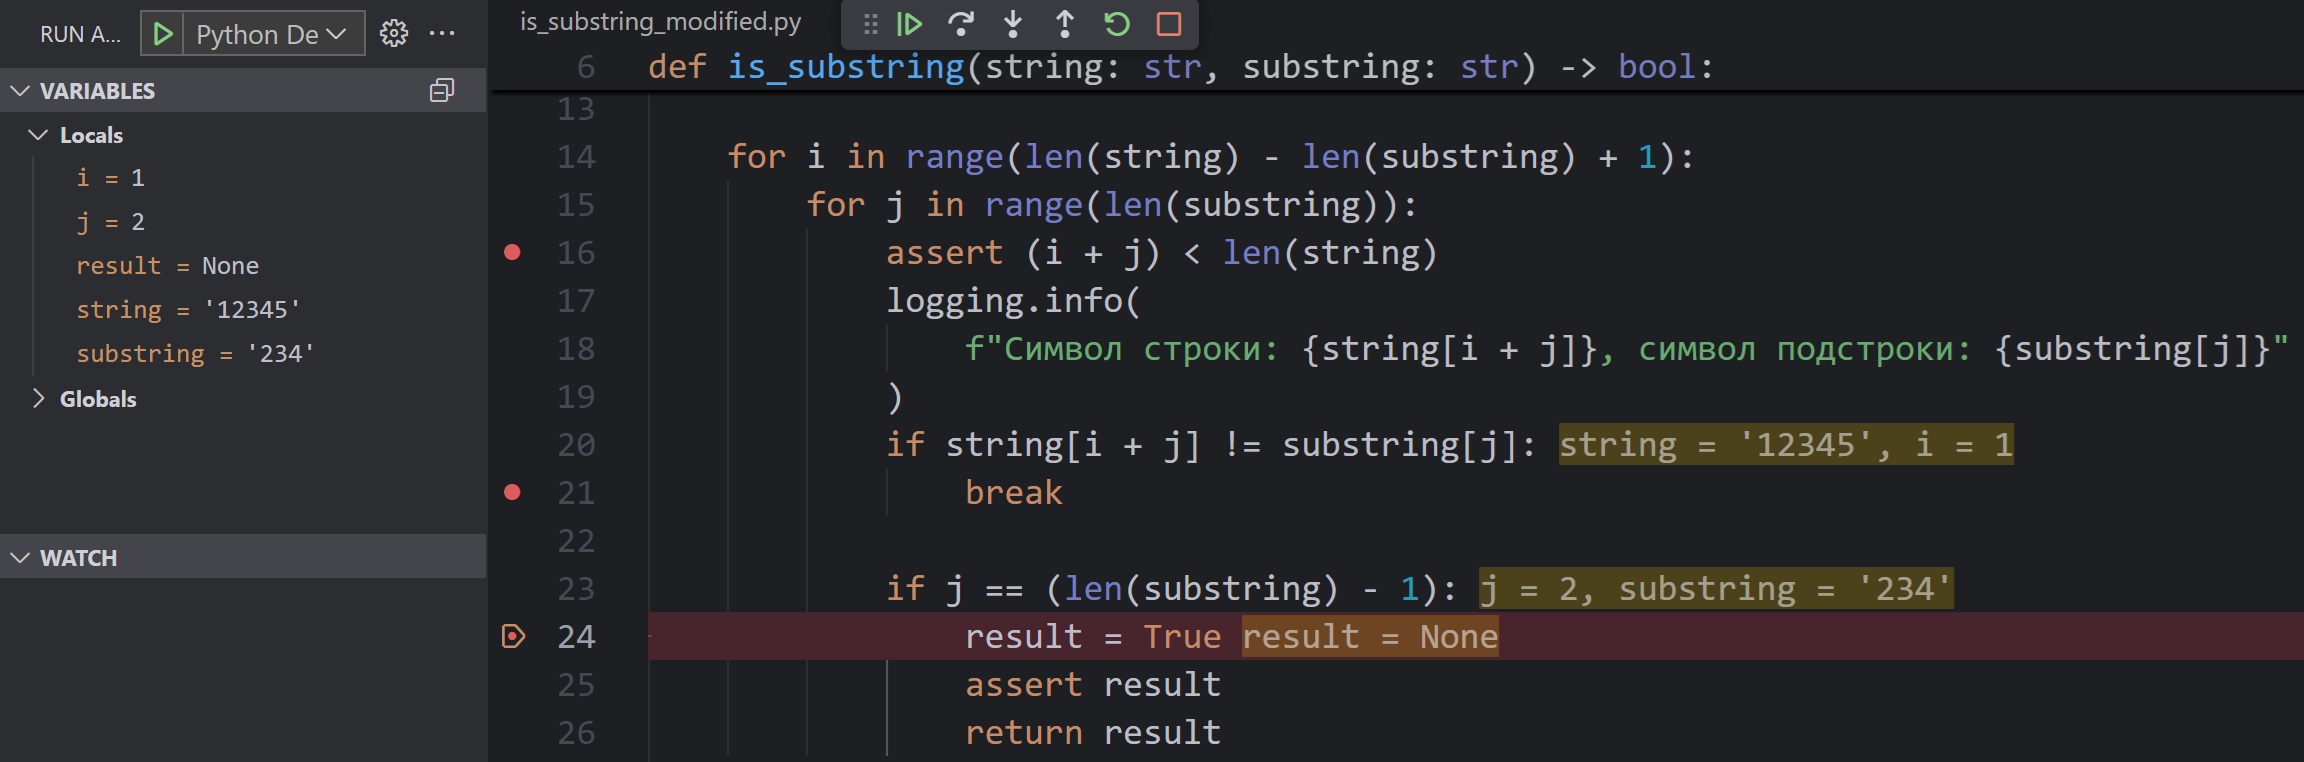 RUN A...
Python De
is_substring_modified.py
VARIABLES
Locals
i = 1
j = 2
result = None
string = '12345'
substring = '234'
Globals
WATCH
6 def is_substring(string: str, substring: str) -> bool:
13
14 for i in range(len(string) - len(substring) + 1):
15 for j in range(len(substring)):
16 assert (i + j) < len(string)
17 logging.info(
18 f"Символ строки: {string[i + j]}, символ подстроки: {substring[j]}"
19 )
20 if string[i + j] != substring[j]: string = '12345', i = 1
21 break
22
23 if j == (len(substring) - 1): j = 2, substring = '234'
24 result = True result = None
25 assert result
26 return result